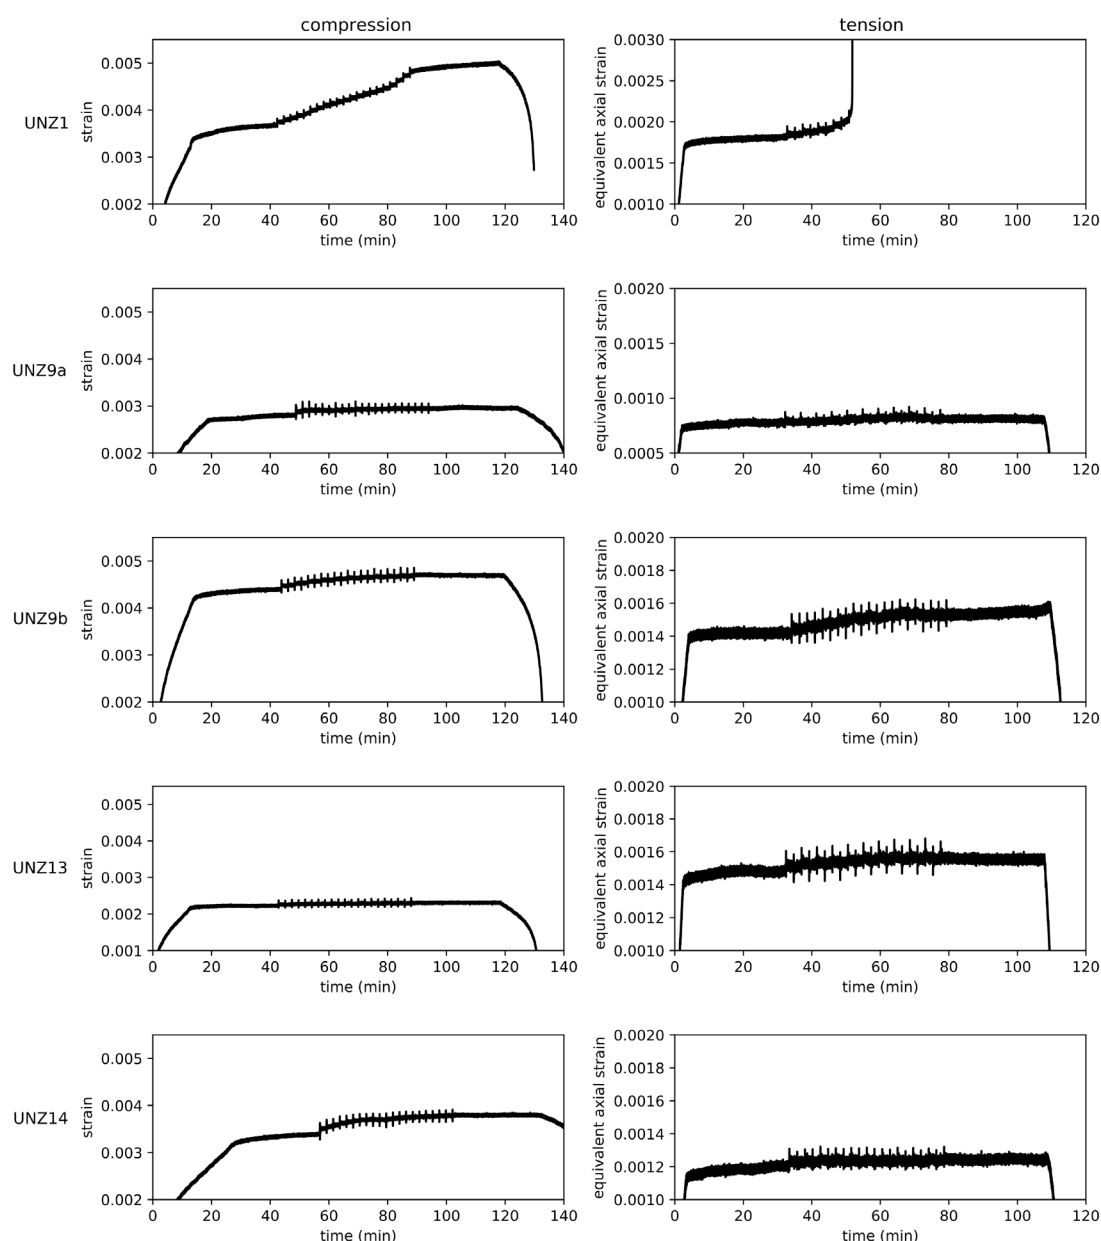 compression tension
UNZ1
strain
0.005
0.004
0.003
0.002
0 20 40 60 80 100 120 140
time (min)
equivalent axial strain
0.0030
0.0025
0.0020
0.0015
0.0010
0 20 40 60 80 100 120
time (min)
UNZ9a
strain
0.005
0.004
0.003
0.002
0 20 40 60 80 100 120 140
time (min)
equivalent axial strain
0.0020
0.0015
0.0010
0.0005
0 20 40 60 80 100 120
time (min)
UNZ9b
strain
0.005
0.004
0.003
0.002
0 20 40 60 80 100 120 140
time (min)
equivalent axial strain
0.0020
0.0018
0.0016
0.0014
0.0012
0.0010
0 20 40 60 80 100 120
time (min)
UNZ13
strain
0.005
0.004
0.003
0.002
0.001
0 20 40 60 80 100 120 140
time (min)
equivalent axial strain
0.0020
0.0018
0.0016
0.0014
0.0012
0.0010
0 20 40 60 80 100 120
time (min)
UNZ14
strain
0.005
0.004
0.003
0.002
0 20 40 60 80 100 120 140
time (min)
equivalent axial strain
0.0020
0.0018
0.0016
0.0014
0.0012
0.0010
0 20 40 60 80 100 120
time (min)